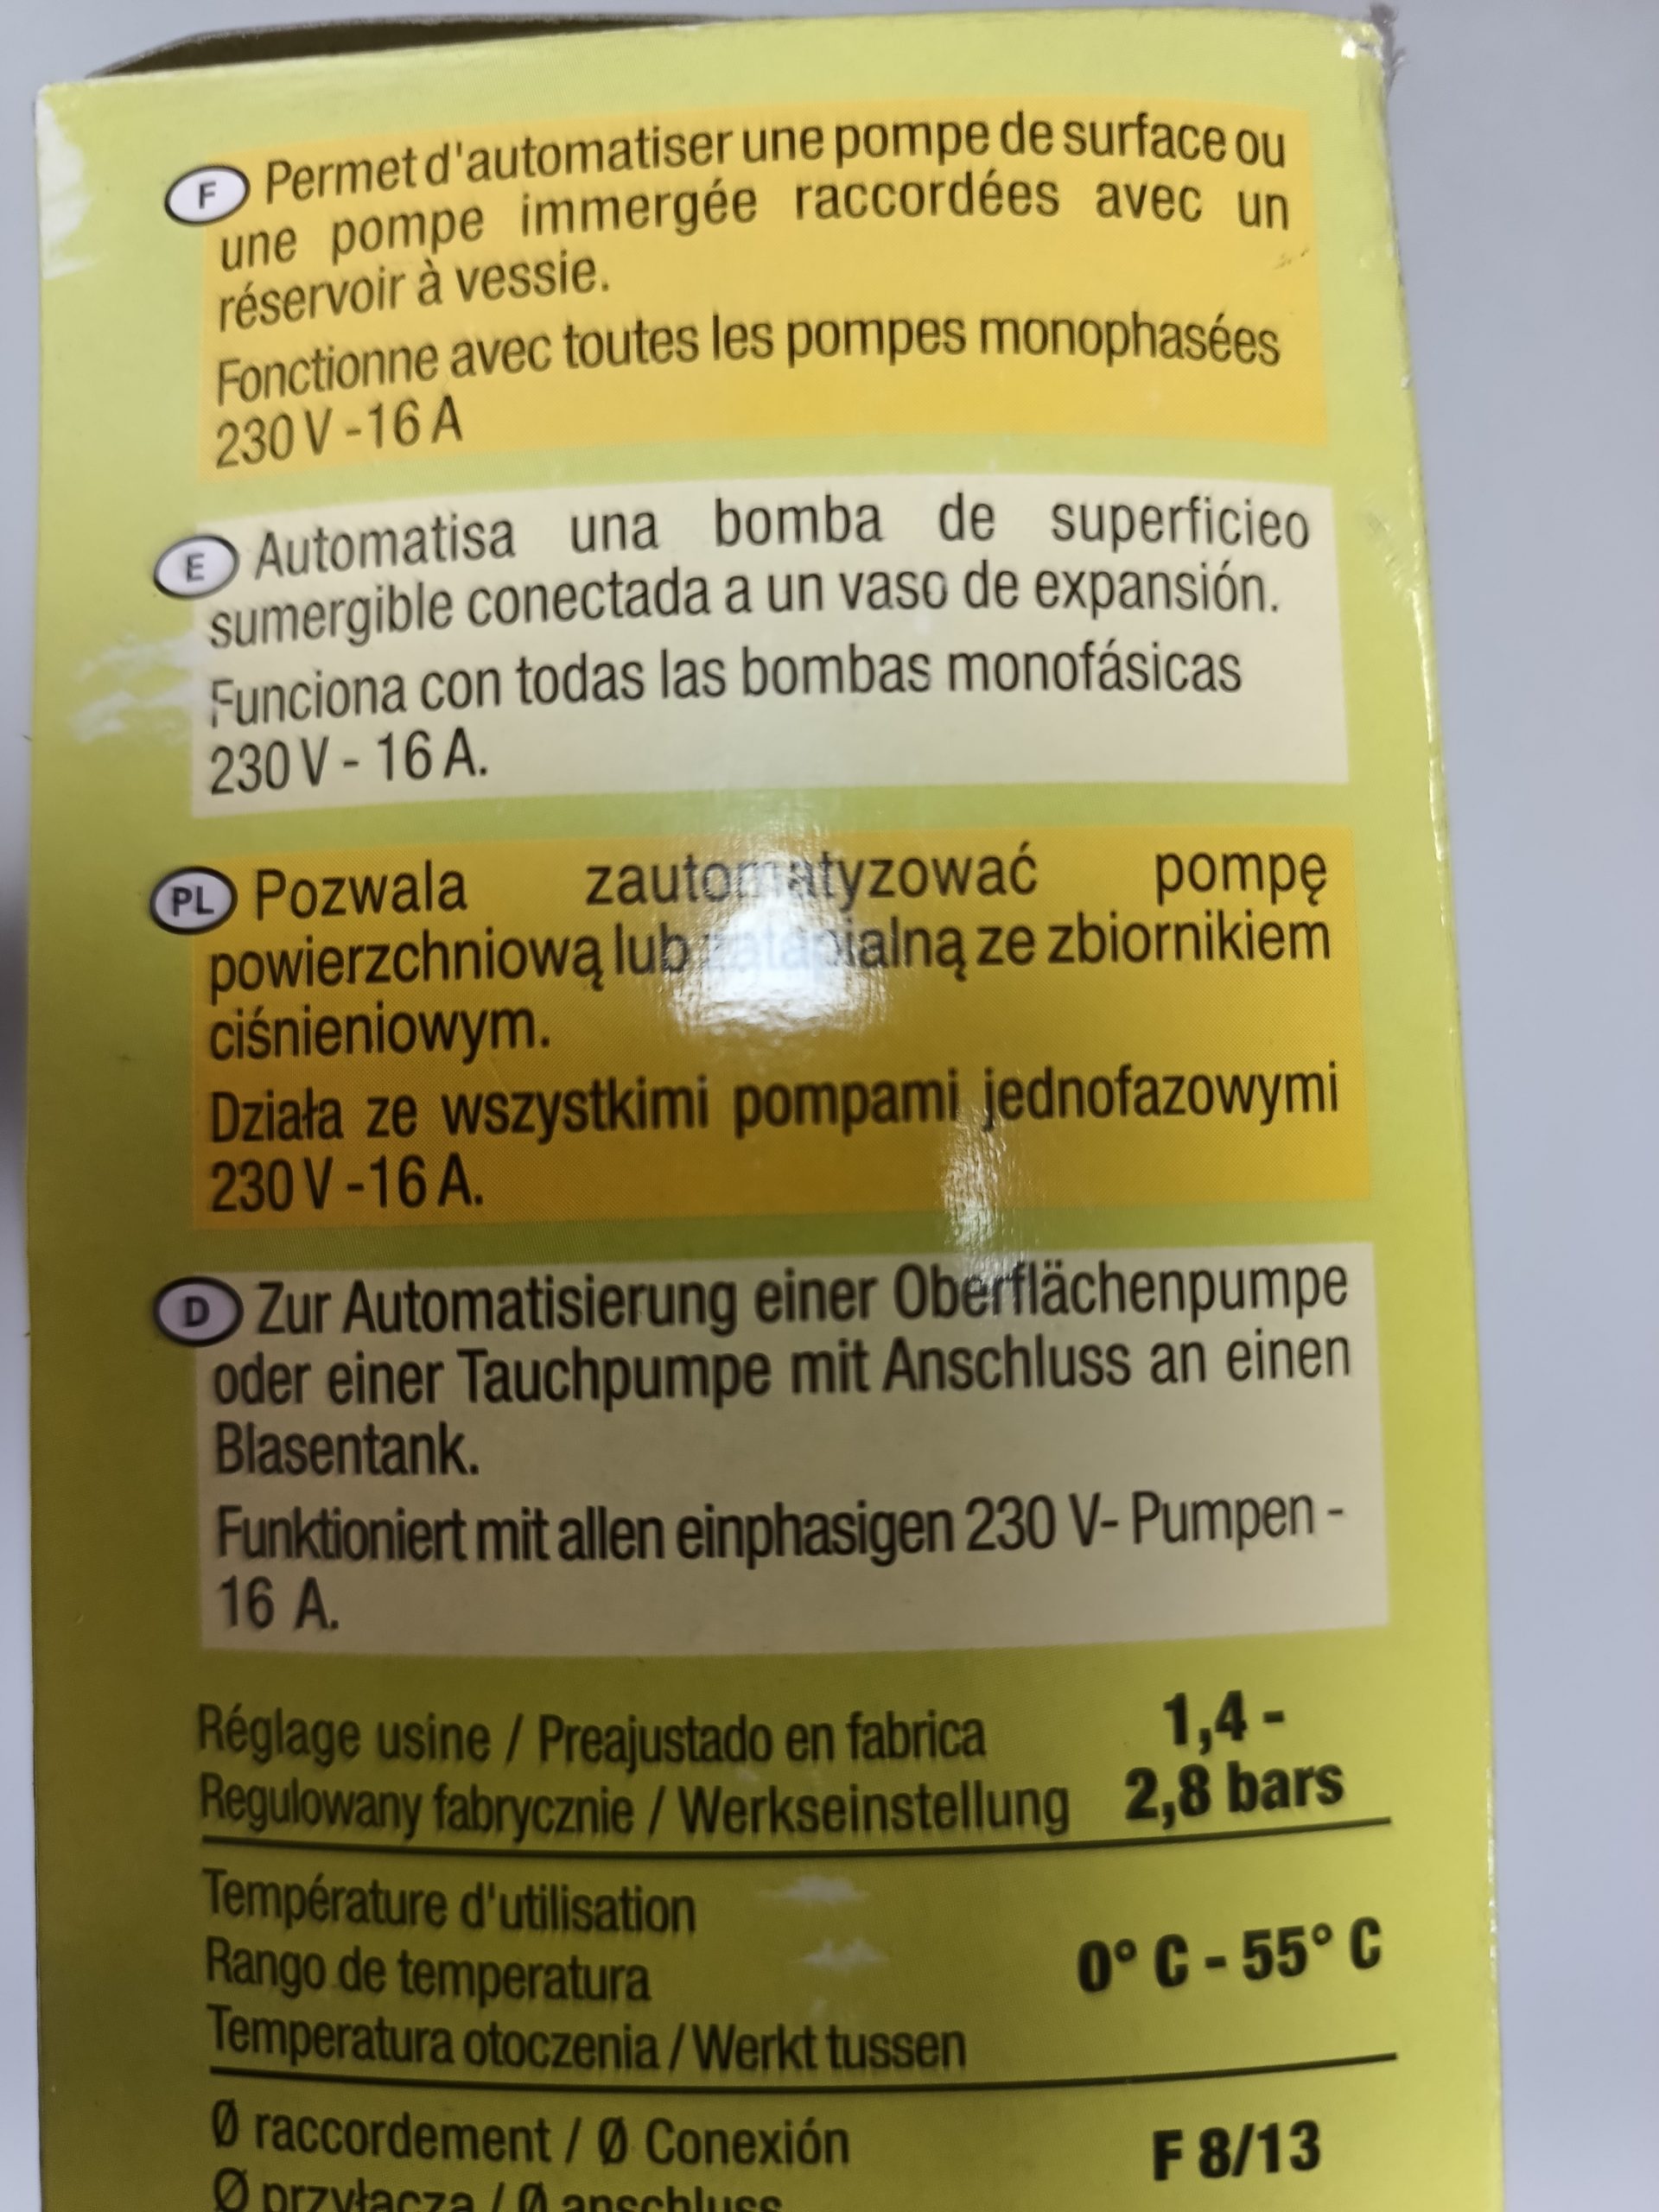 F Permet d'automatiser une pompe de surface ou
une pompe immergée raccordées avec un
réservoir à vessie.
Fonctionne avec toutes les pompes monophasées
230 V -16 A
E Automatisa una bomba de superficieo
sumergible conectada a un vaso de expansión.
Funciona con todas las bombas monofásicas
230 V - 16 A.
PL Pozwala zautomatyzować pompę
powierzchniową lub ze zbiornikiem
ciśnieniowym.
Działa ze wszystkimi pompami jednofazowymi
230 V -16 A.
D Zur Automatisierung einer Oberflächenpumpe
oder einer Tauchpumpe mit Anschluss an einen
Blasentank.
Funktioniert mit allen einphasigen 230 V- Pumpen -
16 A.
Réglage usine / Preajustado en fabrica 1,4 -
Regulowany fabrycznie / Werkseinstellung 2,8 bars
Température d'utilisation
Rango de temperatura 0° C - 55° C
Temperatura otoczenia / Werkt tussen
Ø raccordement / Ø Conexión F 8/13
Ø przyłącza / Ø anschluss